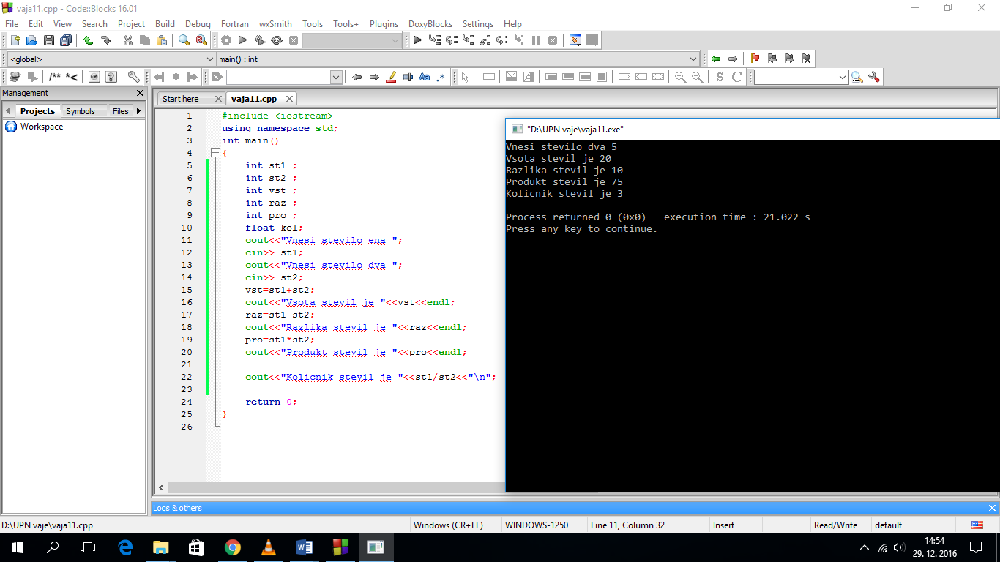 vaja11.cpp - Code::Blocks 16.01
File Edit View Search Project Build Debug Fortran wxSmith Tools Tools+ Plugins DoxyBlocks Settings Help
<global> main() : int
/** *<
Aa .*
S C
Management
Projects Symbols Files
Workspace
Start here vaja11.cpp
1 #include <iostream>
2 using namespace std;
3 int main()
4 {
5 int st1 ;
6 int st2 ;
7 int vst ;
8 int raz ;
9 int pro ;
10 float kol;
11 cout<<"Vnesi stevilo ena ";
12 cin>> st1;
13 cout<<"Vnesi stevilo dva ";
14 cin>> st2;
15 vst=st1+st2;
16 cout<<"Vsota stevil je "<<vst<<endl;
17 raz=st1-st2;
18 cout<<"Razlika stevil je "<<raz<<endl;
19 pro=st1*st2;
20 cout<<"Produkt stevil je "<<pro<<endl;
21
22 cout<<"Kolicnik stevil je "<<st1/st2<<"\n";
23
24 return 0;
25 }
26
"D:\UPN vaje\vaja11.exe"
Vnesi stevilo dva 5
Vsota stevil je 20
Razlika stevil je 10
Produkt stevil je 75
Kolicnik stevil je 3
Process returned 0 (0x0) execution time : 21.022 s
Press any key to continue.
Logs & others
D:\UPN vaje\vaja11.cpp Windows (CR+LF) WINDOWS-1250 Line 11, Column 32 Insert Read/Write default
14:54
29. 12. 2016